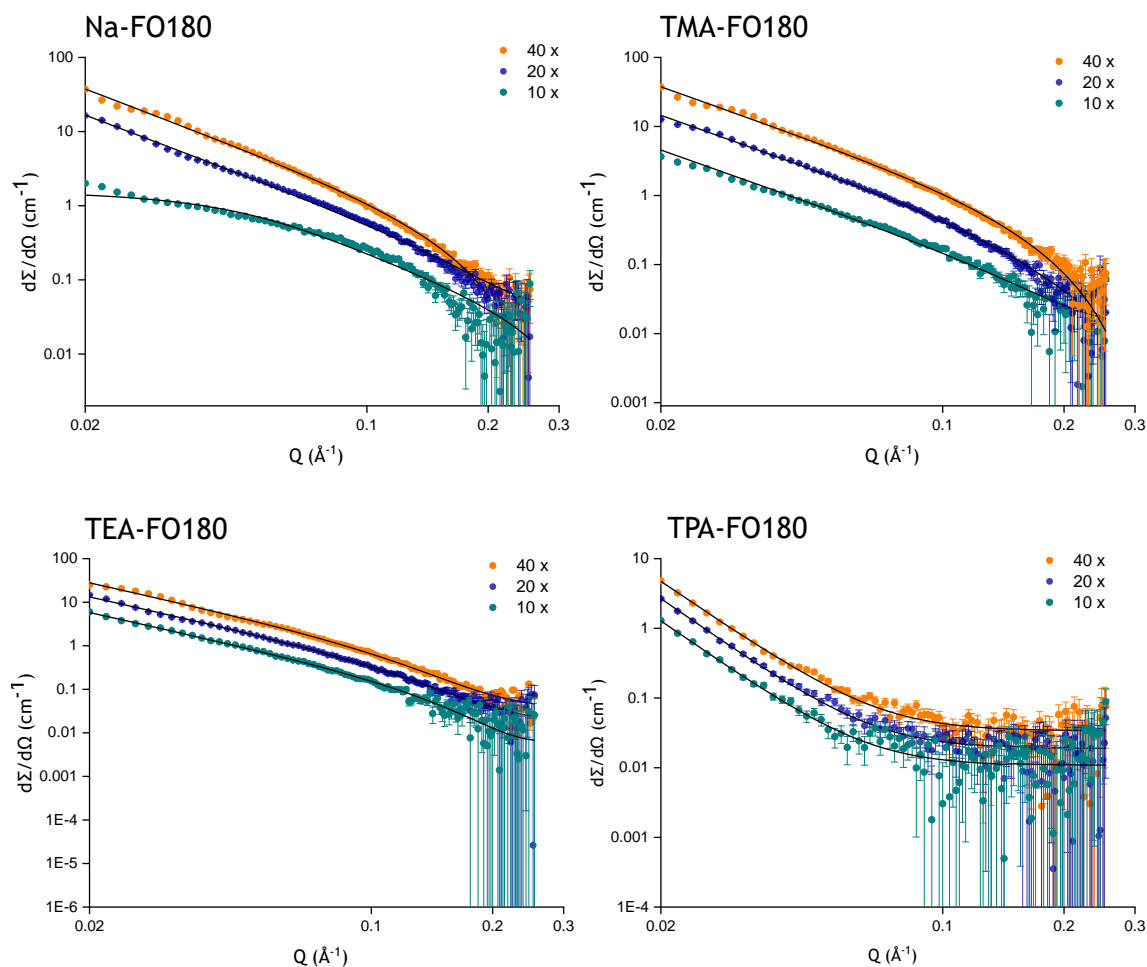 Na-FO180
40 x
20 x
10 x
100
10
1
0.1
0.01
dΣ/dΩ (cm⁻¹)
0.02
0.1
0.2
0.3
Q (Å⁻¹)
TMA-FO180
40 x
20 x
10 x
100
10
1
0.1
0.01
0.001
dΣ/dΩ (cm⁻¹)
0.02
0.1
0.2
0.3
Q (Å⁻¹)
TEA-FO180
40 x
20 x
10 x
100
10
1
0.1
0.01
0.001
1E-4
1E-5
1E-6
dΣ/dΩ (cm⁻¹)
0.02
0.1
0.2
0.3
Q (Å⁻¹)
TPA-FO180
40 x
20 x
10 x
10
1
0.1
0.01
0.001
1E-4
dΣ/dΩ (cm⁻¹)
0.02
0.1
0.2
0.3
Q (Å⁻¹)